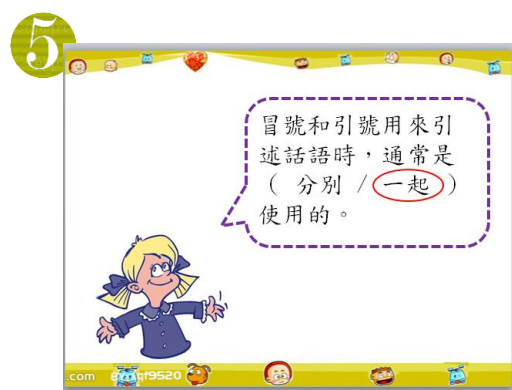 5
冒號和引號用來引
述話語時，通常是
（ 分別 / 一起 ）
使用的。
.com